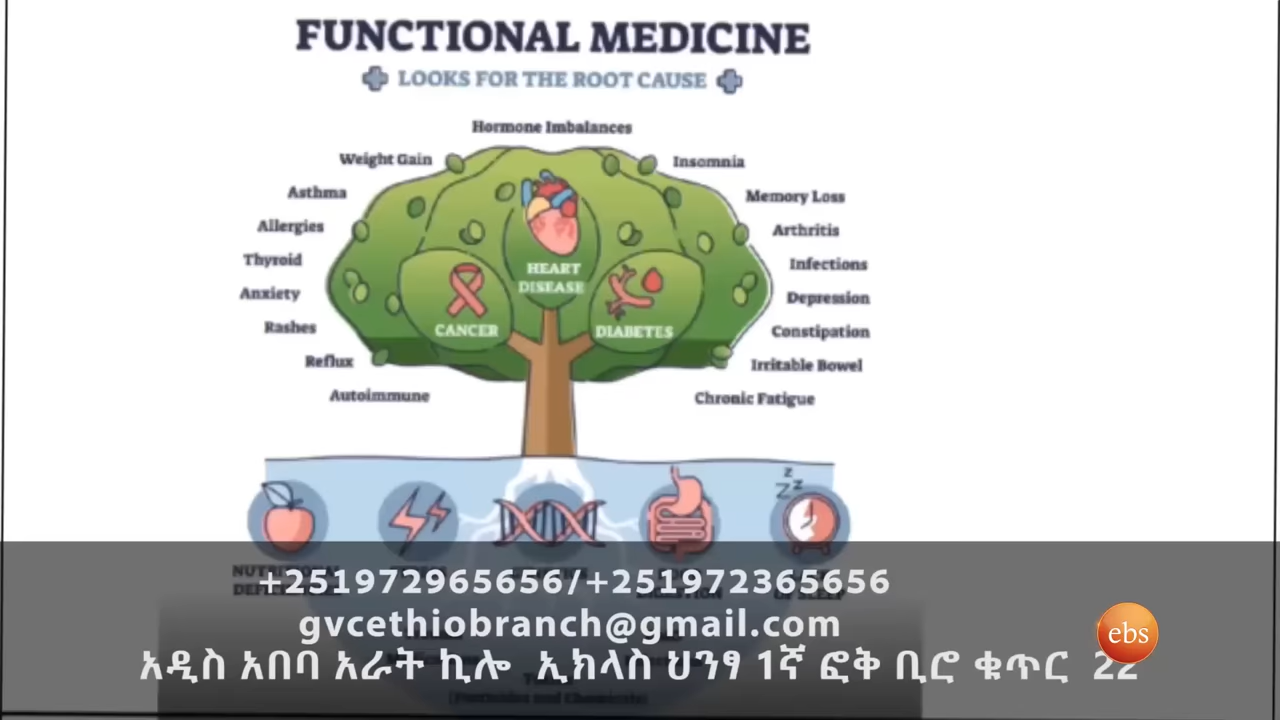 FUNCTIONAL MEDICINE
LOOKS FOR THE ROOT CAUSE
Hormone Imbalances
Weight Gain
Insomnia
Asthma
Memory Loss
Allergies
Arthritis
Thyroid
Infections
Anxiety
Depression
Rashes
Constipation
Reflux
Irritable Bowel
Autoimmune
Chronic Fatigue
HEART
DISEASE
CANCER
DIABETES
+251972965656/+251972365656
gvcethiobranch@gmail.com
አዲስ አበባ አራት ኪሎ ኢክላስ ህንፃ 1ኛ ፎቅ ቢሮ ቁጥር 22
ebs